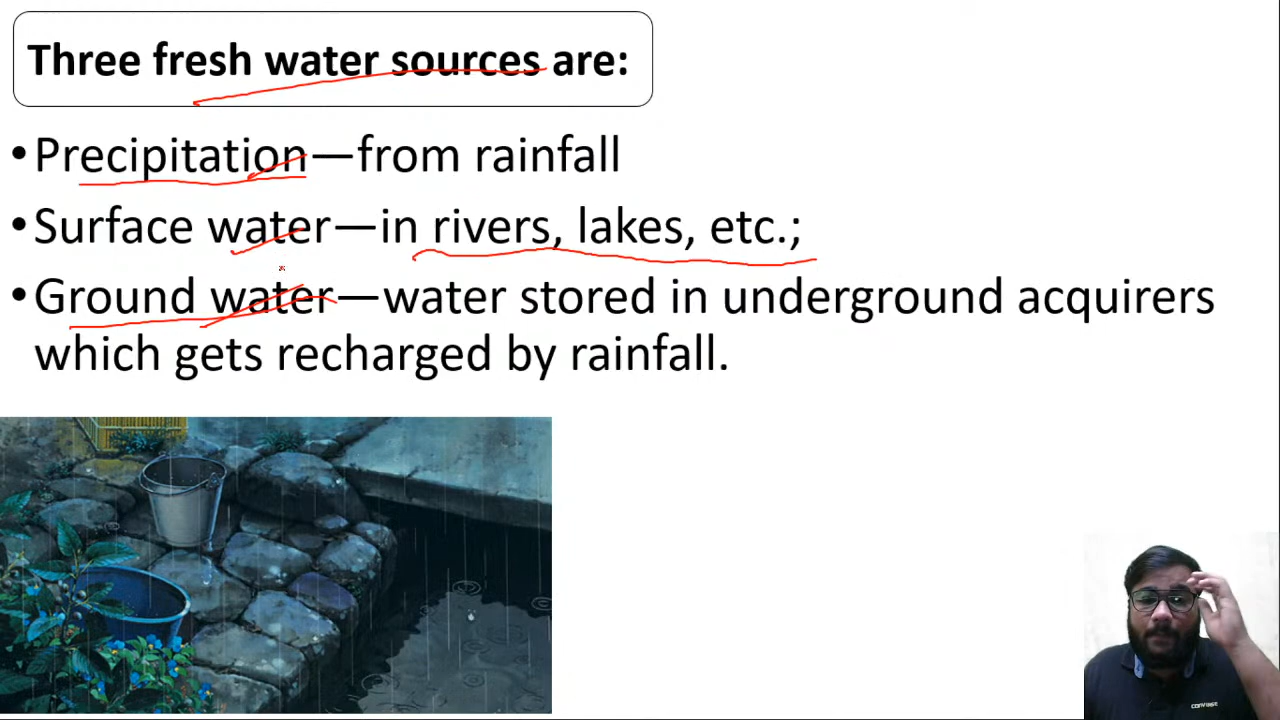 Three fresh water sources are:
•Precipitation—from rainfall
•Surface water—in rivers, lakes, etc.;
•Ground water—water stored in underground acquirers
which gets recharged by rainfall.
CONVERSE